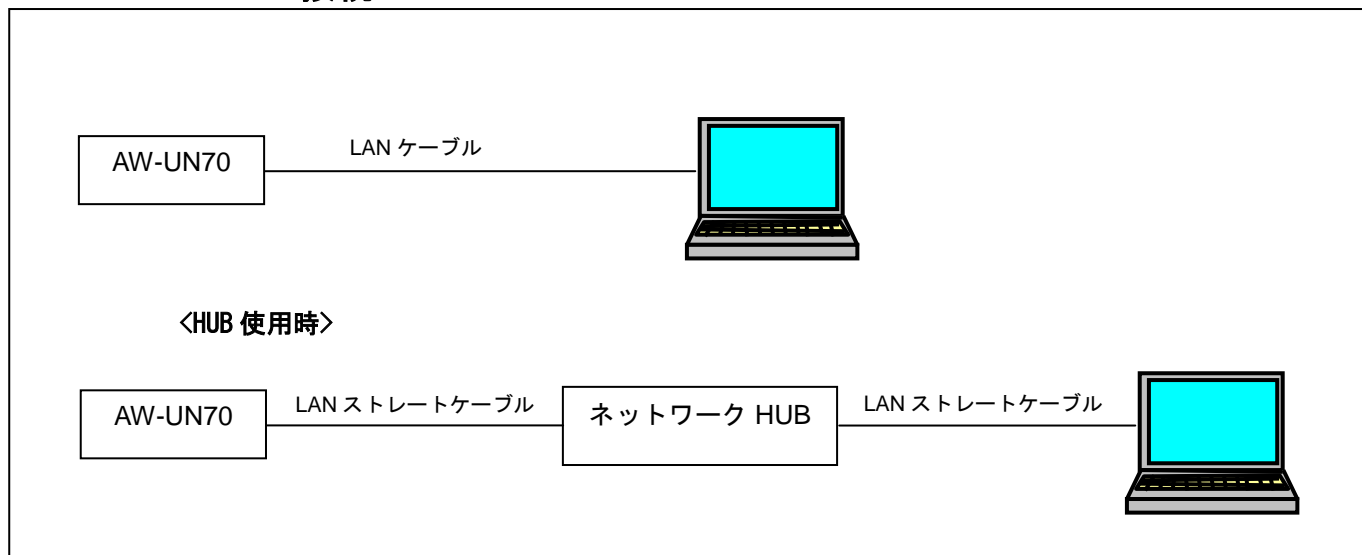 AW-UN70
LAN ケーブル
<HUB 使用時>
AW-UN70
LAN ストレートケーブル
ネットワーク HUB
LAN ストレートケーブル